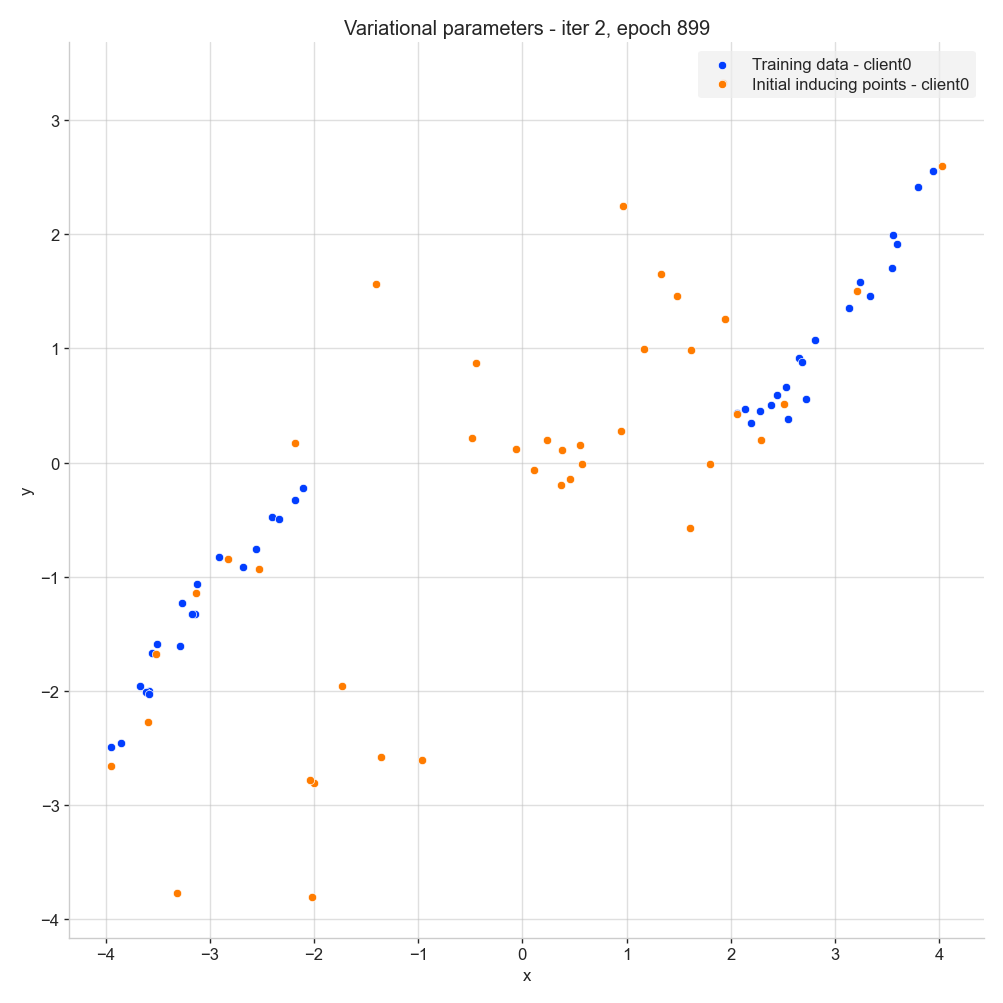 Variational parameters - iter 2, epoch 899
Training data - client0
Initial inducing points - client0
y
3
2
1
0
−1
−2
−3
−4
−4 −3 −2 −1 0 1 2 3 4
x